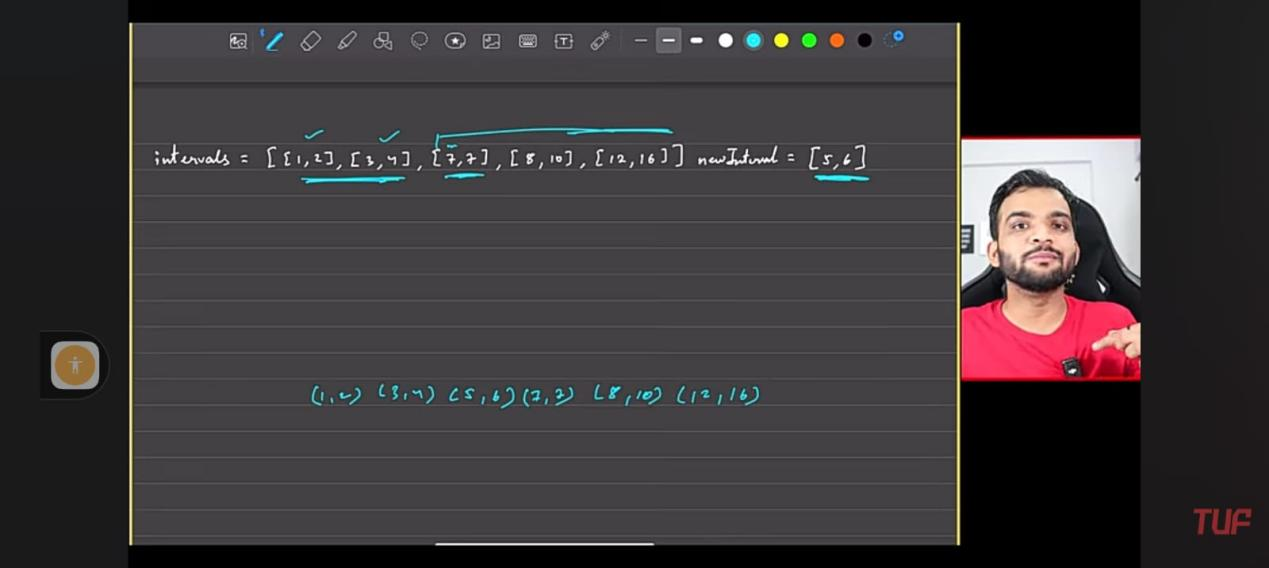 intervals = [[1,2], [3,4], [7,7], [8,10], [12,16]] newInterval = [5,6]
(1,2) (3,4) (5,6) (7,7) (8,10) (12,16)
TUF